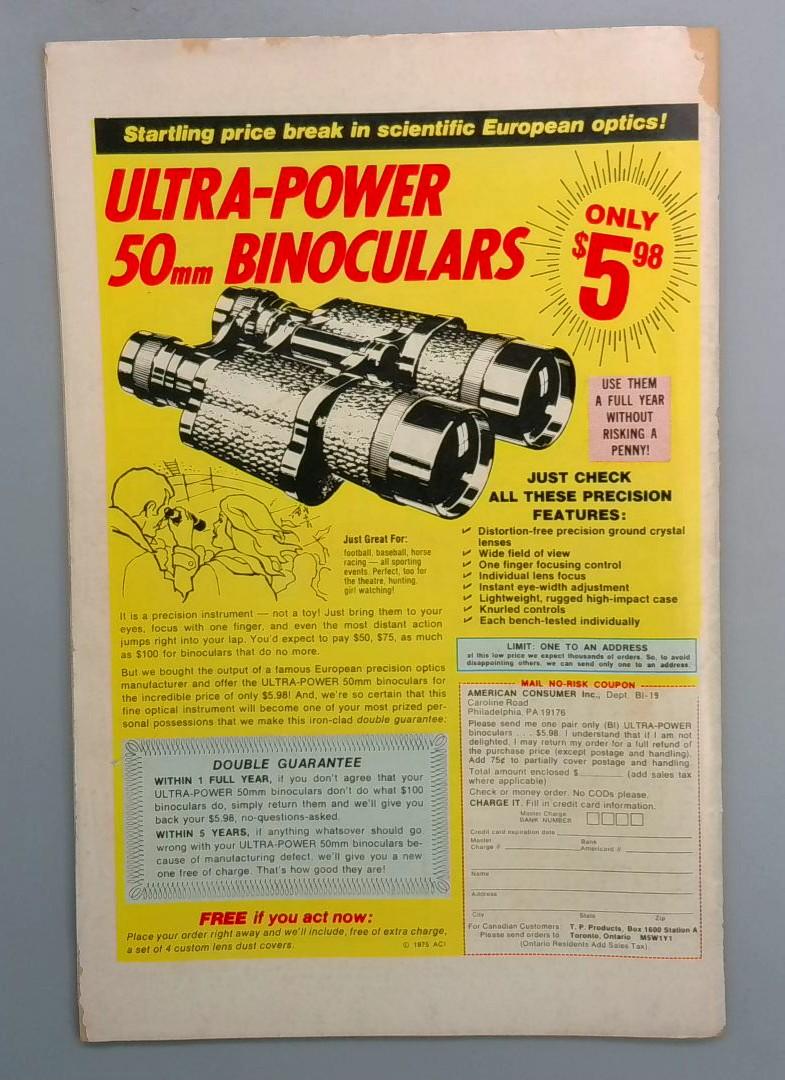 Startling price break in scientific European optics!
ULTRA-POWER
50mm BINOCULARS
ONLY
$5.98
USE THEM
A FULL YEAR
WITHOUT
RISKING A
PENNY!
JUST CHECK
ALL THESE PRECISION
FEATURES:
✓ Distortion-free precision ground crystal
lenses
✓ Wide field of view
✓ One finger focusing control
✓ Individual lens focus
✓ Instant eye-width adjustment
✓ Lightweight, rugged high-impact case
✓ Knurled controls
✓ Each bench-tested individually
Just Great For:
football, baseball, horse
racing — all sporting
events. Perfect, too for
the theatre, hunting,
girl watching!
It is a precision instrument — not a toy! Just bring them to your
eyes, focus with one finger, and even the most distant action
jumps right into your lap. You'd expect to pay $50, $75, as much
as $100 for binoculars that do no more.
But we bought the output of a famous European precision optics
manufacturer and offer the ULTRA-POWER 50mm binoculars for
the incredible price of only $5.98! And, we're so certain that this
fine optical instrument will become one of your most prized per-
sonal possessions that we make this iron-clad double guarantee:
DOUBLE GUARANTEE
WITHIN 1 FULL YEAR, if you don't agree that your
ULTRA-POWER 50mm binoculars don't do what $100
binoculars do, simply return them and we'll give you
back your $5.98, no-questions-asked.
WITHIN 5 YEARS, if anything whatsover should go
wrong with your ULTRA-POWER 50mm binoculars be-
cause of manufacturing defect, we'll give you a new
one free of charge. That's how good they are!
FREE if you act now:
Place your order right away and we'll include, free of extra charge,
a set of 4 custom lens dust covers.
© 1975 ACI
LIMIT: ONE TO AN ADDRESS
at this low price we expect thousands of orders. So, to avoid
disappointing others, we can send only one to an address.
MAIL NO-RISK COUPON
AMERICAN CONSUMER Inc., Dept. BI-19
Caroline Road
Philadelphia, PA 19176
Please send me one pair only (BI) ULTRA-POWER
binoculars . . . $5.98. I understand that if I am not
delighted, I may return my order for a full refund of
the purchase price (except postage and handling).
Add 75¢ to partially cover postage and handling.
Total amount enclosed $______ (add sales tax
where applicable)
Check or money order. No CODs please.
CHARGE IT. Fill in credit card information.
Master Charge
BANK NUMBER
Credit card expiration date
Master
Charge #
Bank
Americard #
Name
Address
City State Zip
For Canadian Customers: T. P. Products, Box 1600 Station A
Please send orders to Toronto, Ontario M5W1Y1
(Ontario Residents Add Sales Tax)